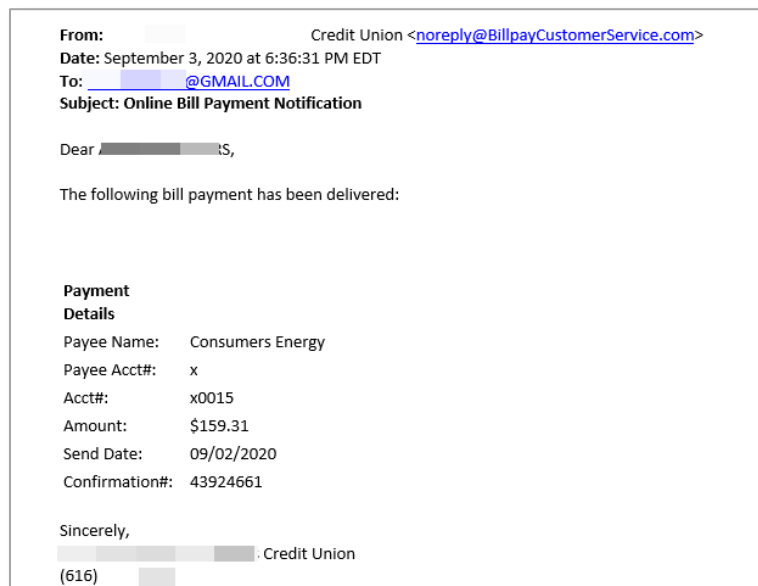 From: Credit Union <noreply@BillpayCustomerService.com>
Date: September 3, 2020 at 6:36:31 PM EDT
To: @GMAIL.COM
Subject: Online Bill Payment Notification
Dear S,
The following bill payment has been delivered:
Payment
Details
Payee Name: Consumers Energy
Payee Acct#: x
Acct#: x0015
Amount: $159.31
Send Date: 09/02/2020
Confirmation#: 43924661
Sincerely,
Credit Union
(616)